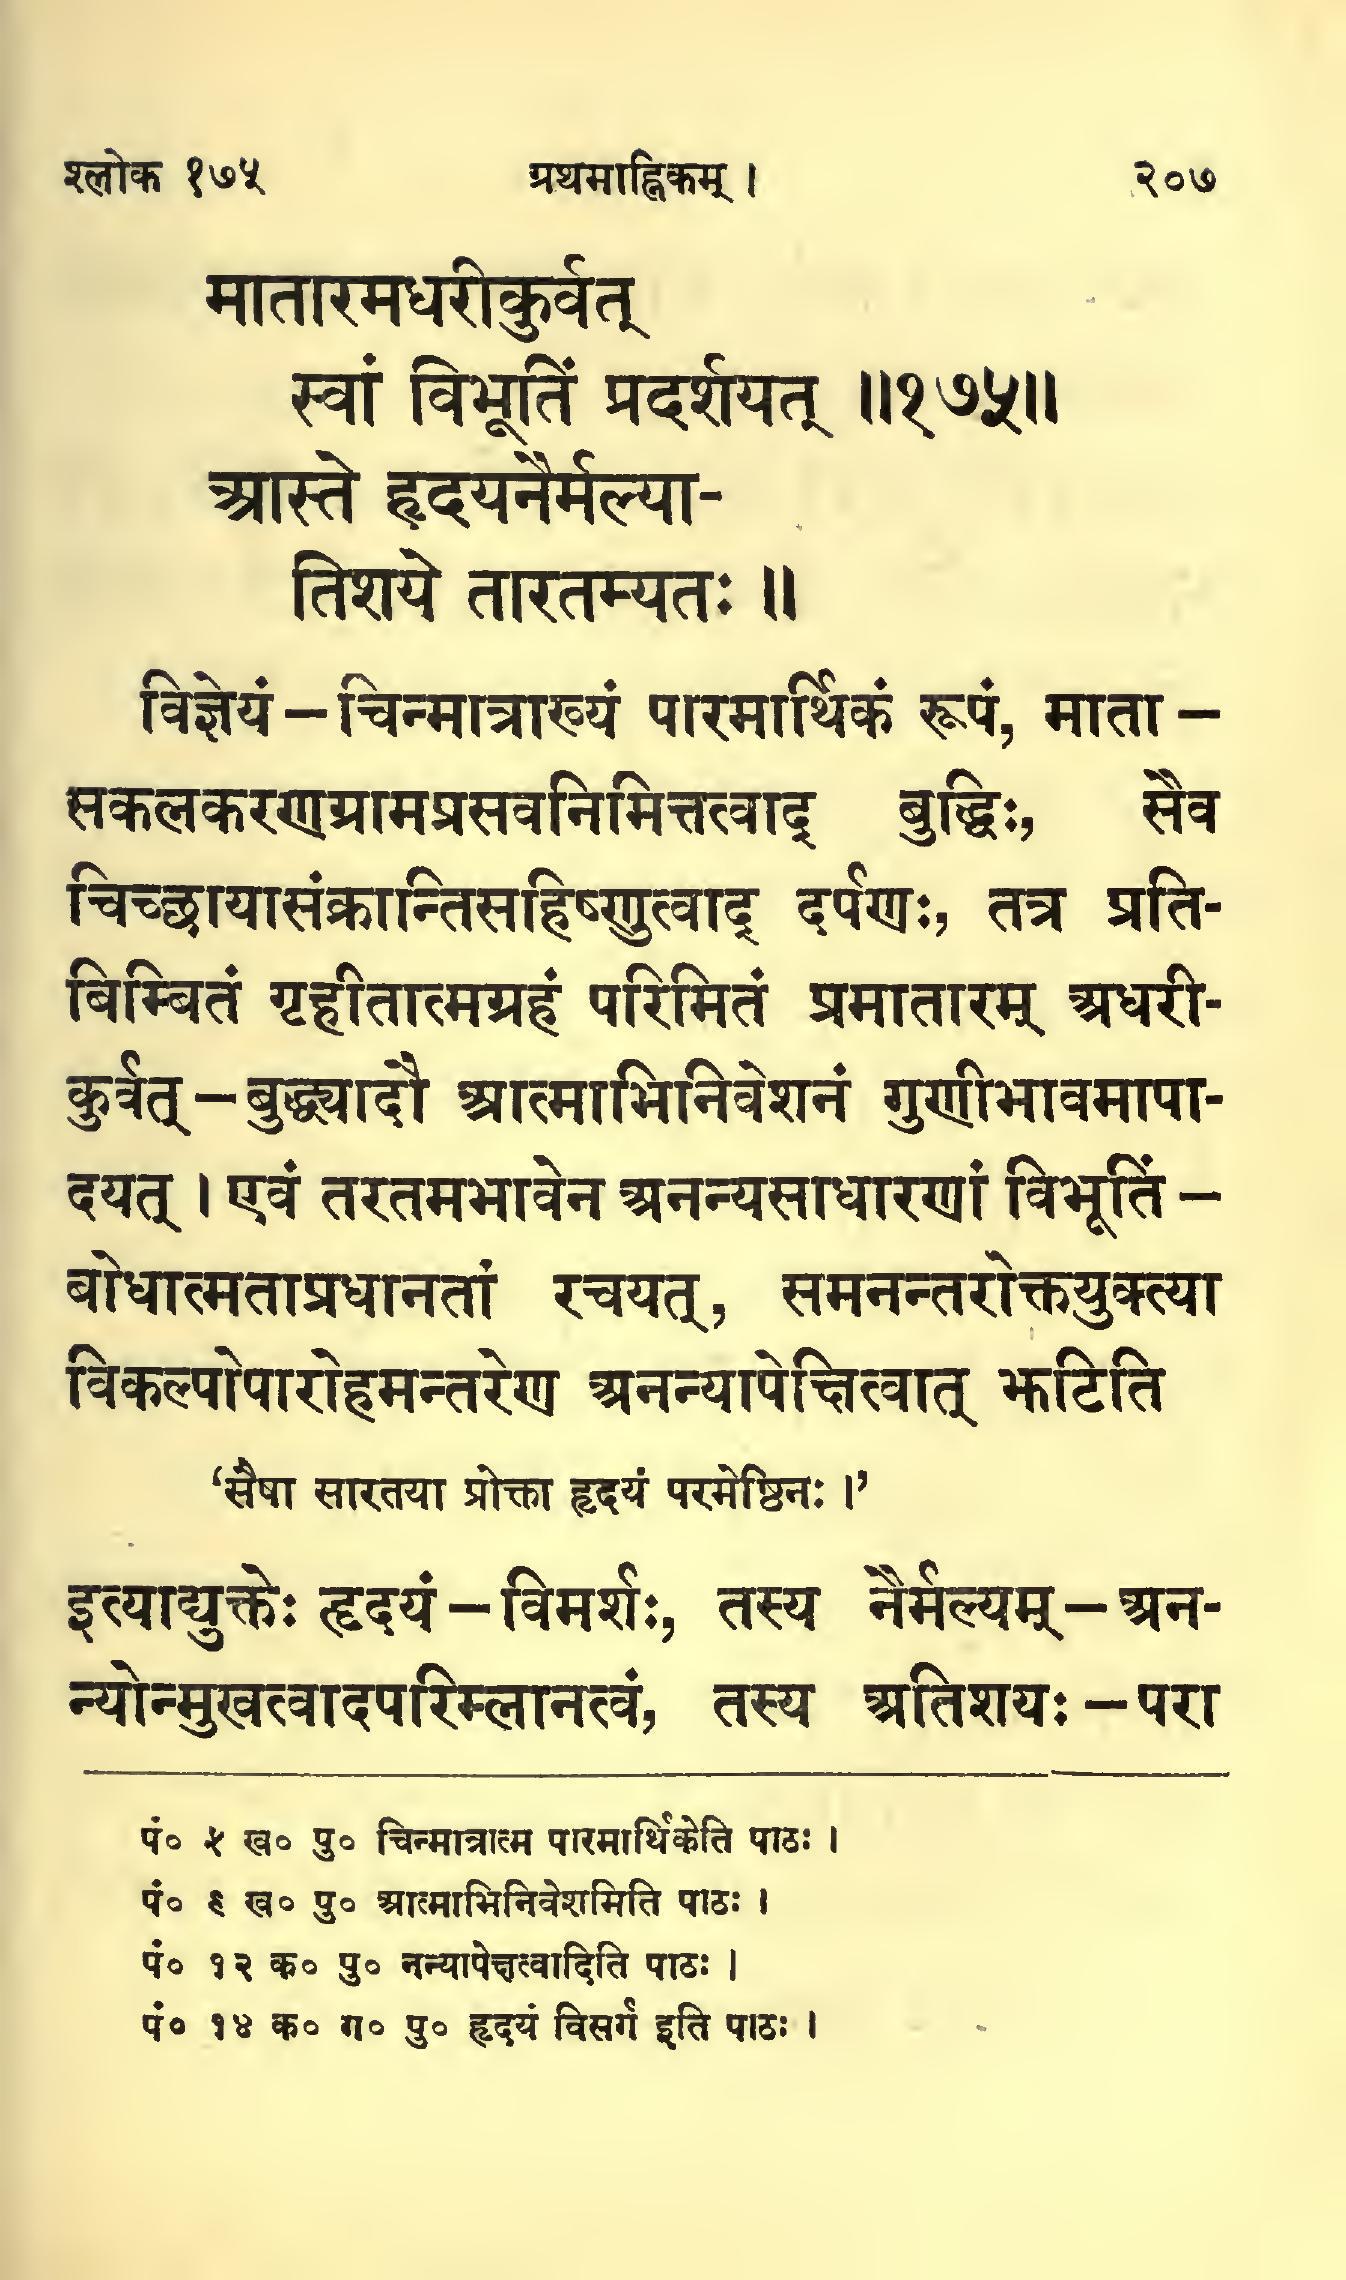 श्लोक १७५ प्रथमाह्निकम् । २०७
मातारमधरीकुर्वत्
स्वां विभूतिं प्रदर्शयत् ॥१७५॥
आस्ते हृदयनैर्मल्या-
तिशये तारतम्यतः ॥
विज्ञेयं – चिन्मात्राख्यं पारमार्थिकं रूपं, माता –
सकलकरणग्रामप्रसवनिमित्तत्वाद् बुद्धिः, सैव
चिच्छायासंक्रान्तिसहिष्णुत्वाद् दर्पणः, तत्र प्रति-
बिम्बितं गृहीतात्मग्रहं परिमितं प्रमातारम् अधरी-
कुर्वत् – बुद्ध्यादौ आत्माभिनिवेशनं गुणीभावमापा-
दयत् । एवं तरतमभावेन अनन्यसाधारणां विभूतिं –
बोधात्मताप्रधानतां रचयत्, समनन्तरोक्तयुक्त्या
विकल्पोपारोहमन्तरेण अनन्यापेक्षित्वात् झटिति
‘सैषा सारतया प्रोक्ता हृदयं परमेष्ठिनः ।’
इत्याद्युक्तेः हृदयं – विमर्शः, तस्य नैर्मल्यम् – अन-
न्योन्मुखत्वादपरिम्लानत्वं, तस्य अतिशयः – परा
पं० ५ ख० पु० चिन्मात्रात्म पारमार्थिकेति पाठः ।
पं० ९ ख० पु० आत्माभिनिवेशमिति पाठः ।
पं० १२ क० पु० नन्यापेक्षत्वादिति पाठः ।
पं० १४ क० ग० पु० हृदयं विसर्ग इति पाठः ।